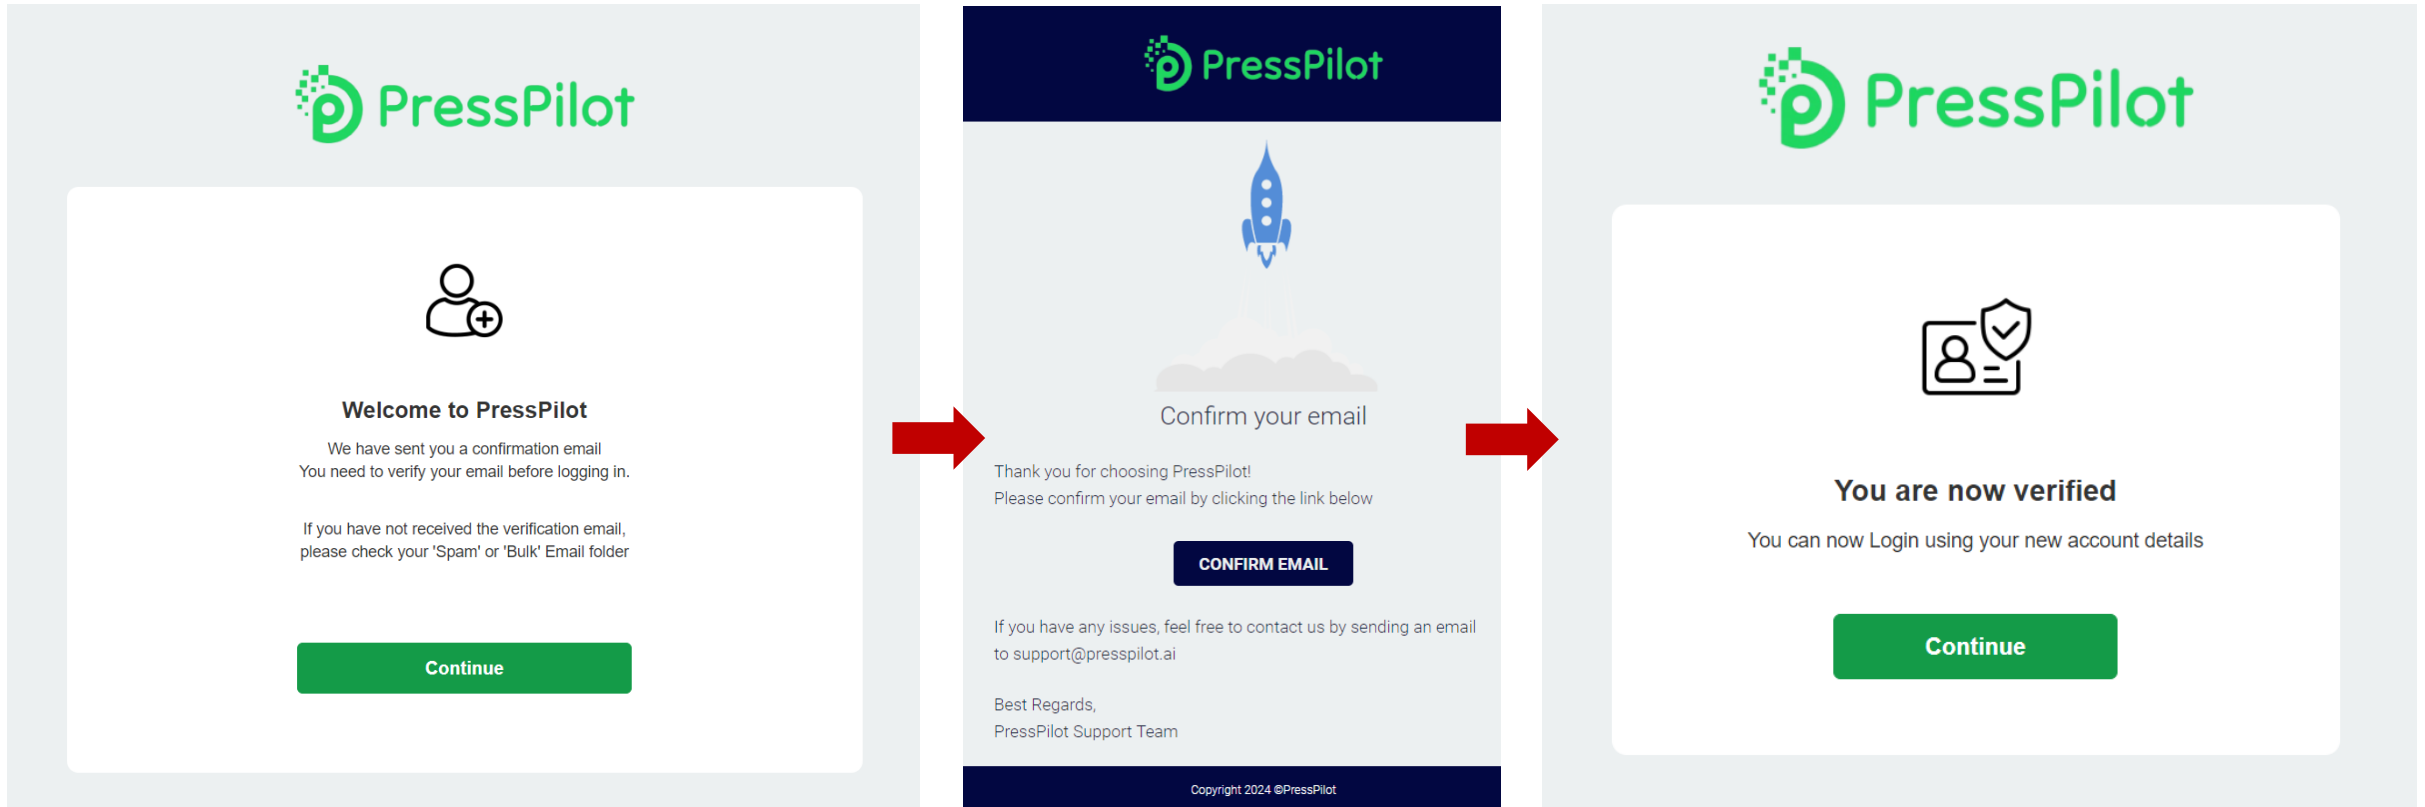 PressPilot
Welcome to PressPilot
We have sent you a confirmation email
You need to verify your email before logging in.
If you have not received the verification email,
please check your 'Spam' or 'Bulk' Email folder
Continue
PressPilot
Confirm your email
Thank you for choosing PressPilot!
Please confirm your email by clicking the link below
CONFIRM EMAIL
If you have any issues, feel free to contact us by sending an email
to support@presspilot.ai
Best Regards,
PressPilot Support Team
Copyright 2024 ©PressPilot
PressPilot
You are now verified
You can now Login using your new account details
Continue